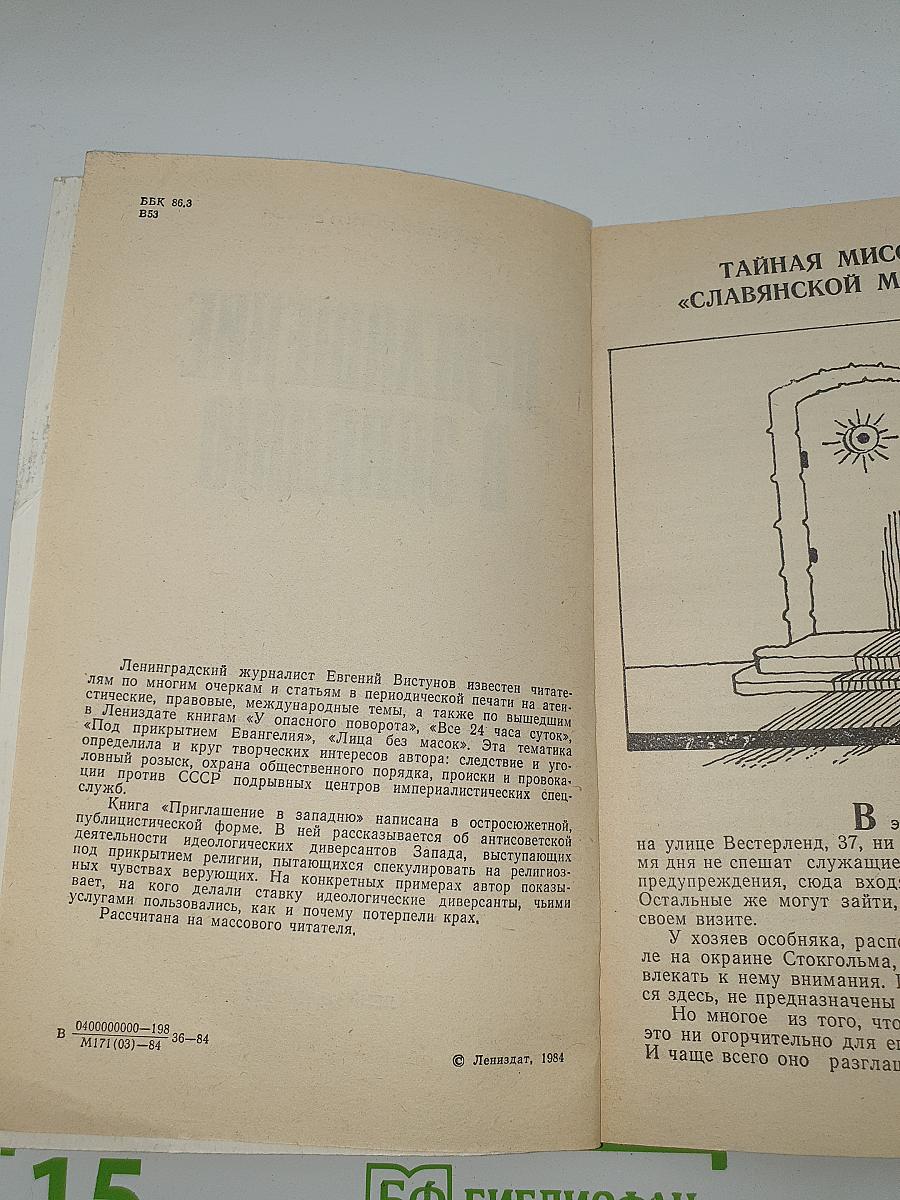 ББК 86.3
В53
Ленинградский журналист Евгений Вистунов известен читате-
лям по многим очеркам и статьям в периодической печати на атеи-
стические, правовые, международные темы, а также по вышедшим
в Лениздате книгам «У опасного поворота», «Все 24 часа суток»,
«Под прикрытием Евангелия», «Лица без масок». Эта тематика
определила и круг творческих интересов автора: следствие и уго-
ловный розыск, охрана общественного порядка, происки и провока-
ции против СССР подрывных центров империалистических спец-
служб.
Книга «Приглашение в западню» написана в остросюжетной,
публицистической форме. В ней рассказывается об антисоветской
деятельности идеологических диверсантов Запада, выступающих
под прикрытием религии, пытающихся спекулировать на религиоз-
ных чувствах верующих. На конкретных примерах автор показы-
вает, на кого делали ставку идеологические диверсанты, чьими
услугами пользовались, как и почему потерпели крах.
Рассчитана на массового читателя.
В 0400000000—198 36—84
М171(03)—84
© Лениздат, 1984
ТАЙНАЯ МИСС
«СЛАВЯНСКОЙ М
В э
на улице Вестерленд, 37, ни
мя дня не спешат служащие
предупреждения, сюда входя
Остальные же могут зайти,
своем визите.
У хозяев особняка, распо
ле на окраине Стокгольма,
влекать к нему внимания.
ся здесь, не предназначены
Но многое из того, что
это ни огорчительно для ег
И чаще всего оно разглаш
15
БФ БИБЛИОФАН